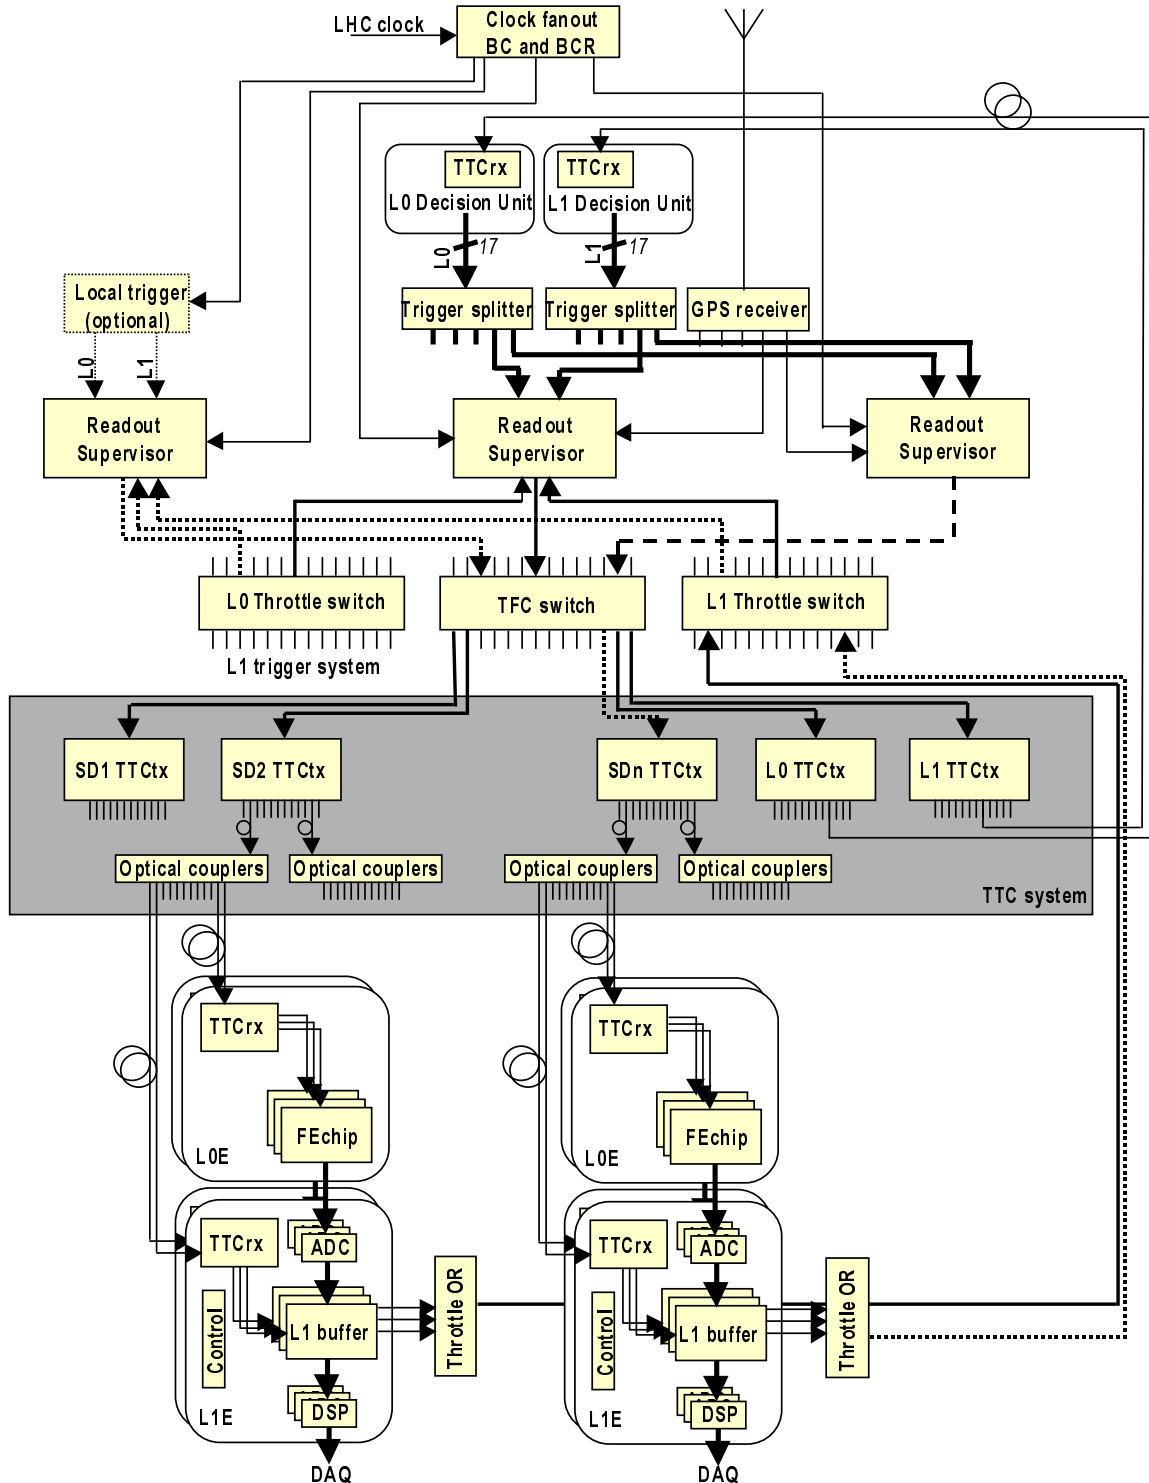 LHC clock
Clock fanout
BC and BCR
TTCrx
TTCrx
L0 Decision Unit
L1 Decision Unit
L0
17
L1
17
Local trigger
(optional)
Trigger splitter
Trigger splitter
GPS receiver
L0
L1
Readout
Supervisor
Readout
Supervisor
Readout
Supervisor
L0 Throttle switch
TFC switch
L1 Throttle switch
L1 trigger system
SD1 TTCtx
SD2 TTCtx
SDn TTCtx
L0 TTCtx
L1 TTCtx
Optical couplers
Optical couplers
Optical couplers
Optical couplers
TTC system
TTCrx
TTCrx
FEchip
FEchip
L0E
L0E
TTCrx
ADC
TTCrx
ADC
Control
L1 buffer
Throttle OR
Control
L1 buffer
Throttle OR
L1E
DSP
L1E
DSP
DAQ
DAQ